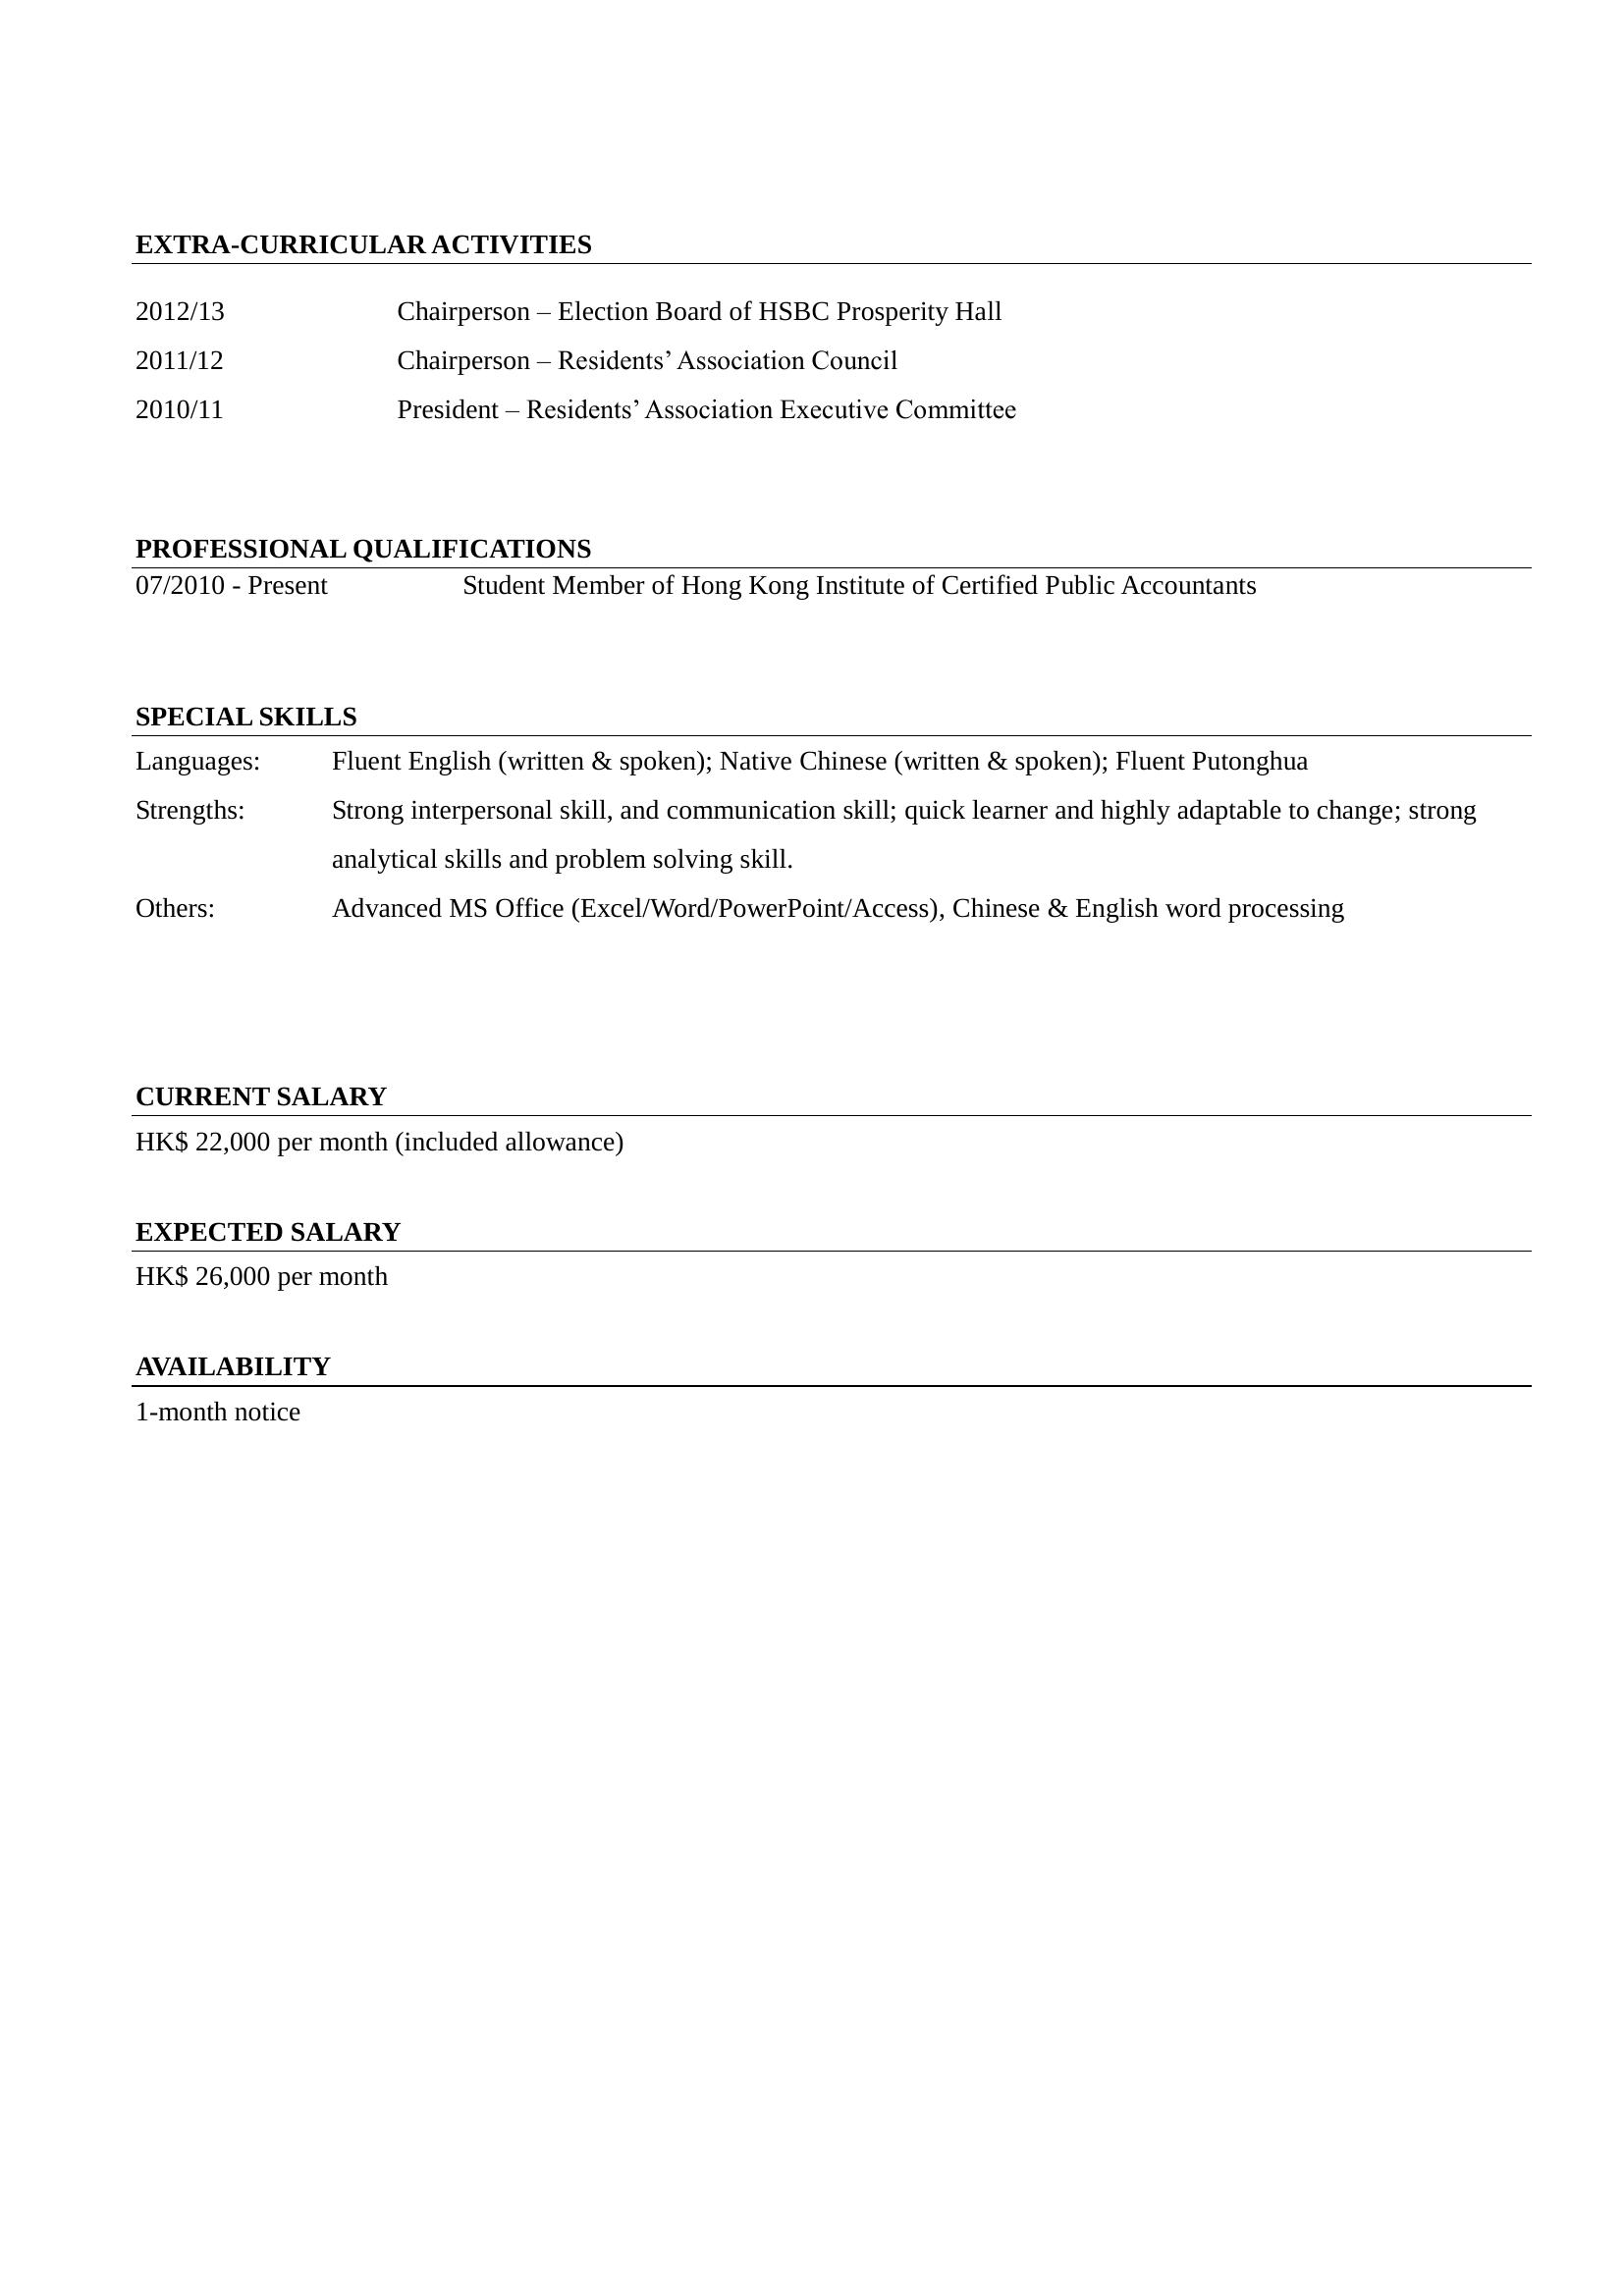 EXTRA-CURRICULAR ACTIVITIES
2012/13 Chairperson – Election Board of HSBC Prosperity Hall
2011/12 Chairperson – Residents’ Association Council
2010/11 President – Residents’ Association Executive Committee
PROFESSIONAL QUALIFICATIONS
07/2010 - Present Student Member of Hong Kong Institute of Certified Public Accountants
SPECIAL SKILLS
Languages: Fluent English (written & spoken); Native Chinese (written & spoken); Fluent Putonghua
Strengths: Strong interpersonal skill, and communication skill; quick learner and highly adaptable to change; strong
analytical skills and problem solving skill.
Others: Advanced MS Office (Excel/Word/PowerPoint/Access), Chinese & English word processing
CURRENT SALARY
HK$ 22,000 per month (included allowance)
EXPECTED SALARY
HK$ 26,000 per month
AVAILABILITY
1-month notice